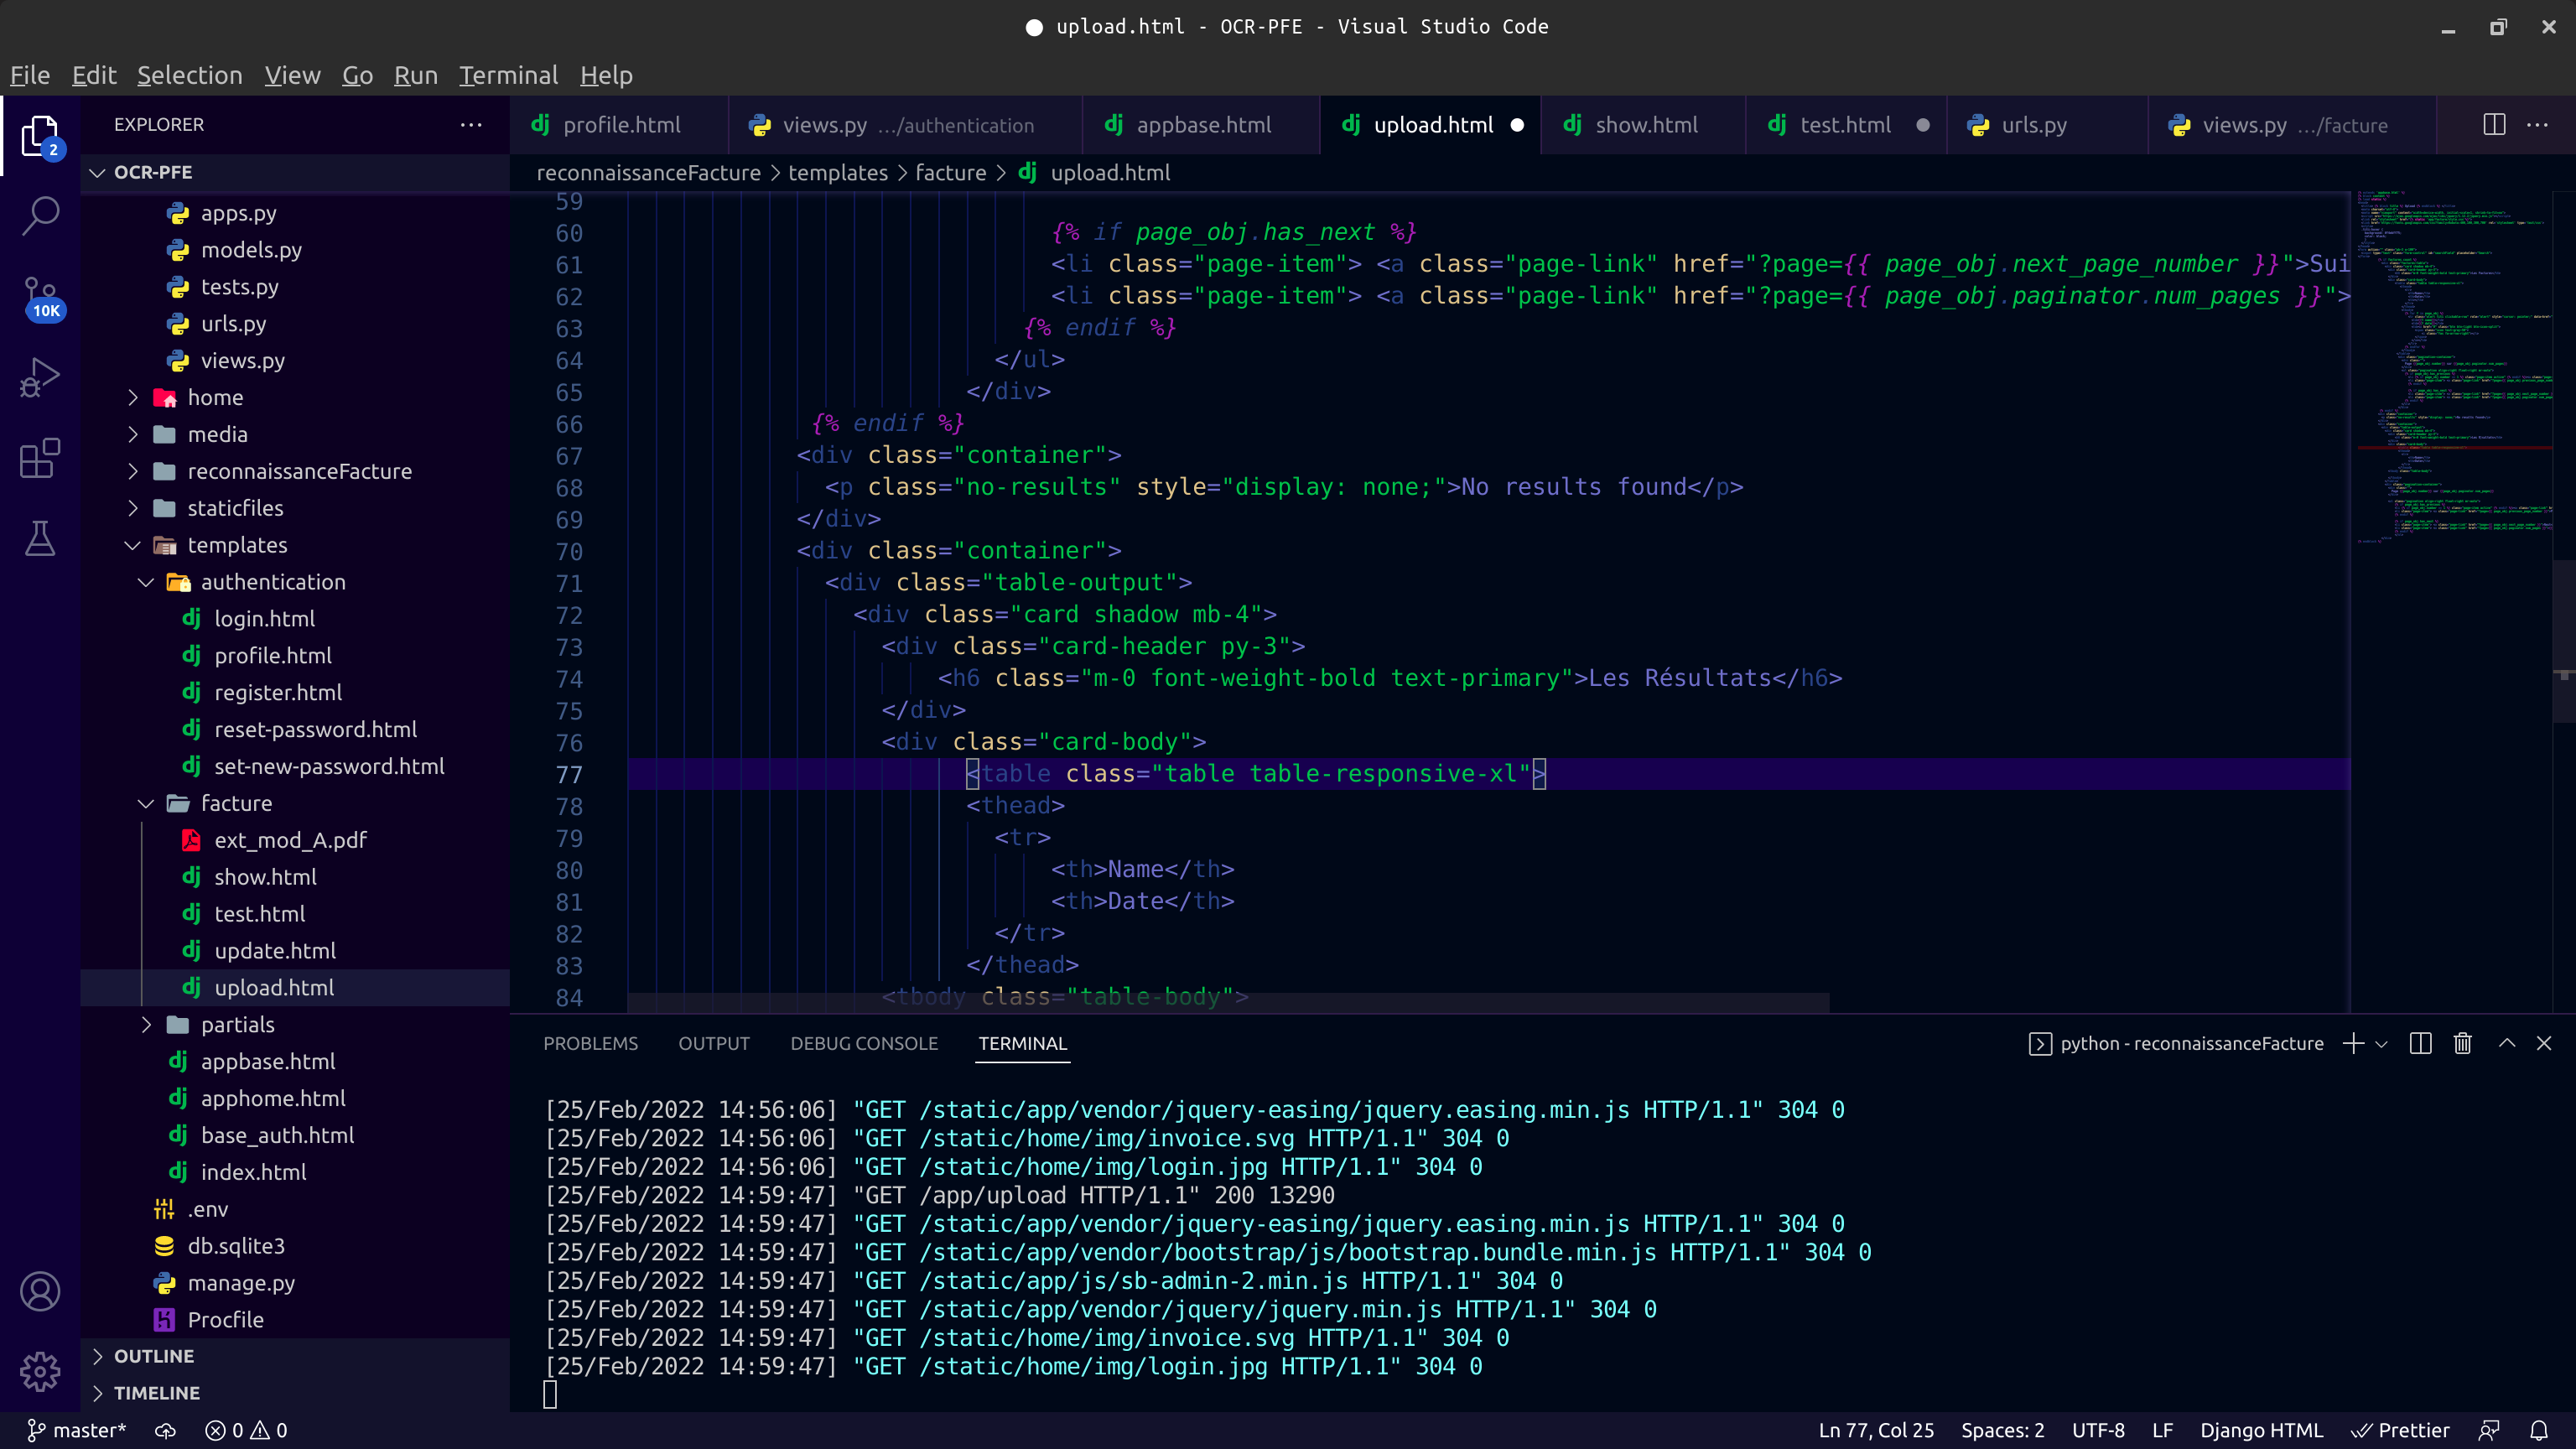 upload.html - OCR-PFE - Visual Studio Code
File Edit Selection View Go Run Terminal Help
EXPLORER
profile.html views.py …/authentication appbase.html upload.html show.html test.html urls.py views.py …/facture
OCR-PFE
reconnaissanceFacture > templates > facture > upload.html
2
10K
apps.py
models.py
tests.py
urls.py
views.py
home
media
reconnaissanceFacture
staticfiles
templates
authentication
login.html
profile.html
register.html
reset-password.html
set-new-password.html
facture
ext_mod_A.pdf
show.html
test.html
update.html
upload.html
partials
appbase.html
apphome.html
base_auth.html
index.html
.env
db.sqlite3
manage.py
Procfile
OUTLINE
TIMELINE
59
60 {% if page_obj.has_next %}
61 <li class="page-item"> <a class="page-link" href="?page={{ page_obj.next_page_number }}">Sui
62 <li class="page-item"> <a class="page-link" href="?page={{ page_obj.paginator.num_pages }}">
63 {% endif %}
64 </ul>
65 </div>
66 {% endif %}
67 <div class="container">
68 <p class="no-results" style="display: none;">No results found</p>
69 </div>
70 <div class="container">
71 <div class="table-output">
72 <div class="card shadow mb-4">
73 <div class="card-header py-3">
74 <h6 class="m-0 font-weight-bold text-primary">Les Résultats</h6>
75 </div>
76 <div class="card-body">
77 <table class="table table-responsive-xl">
78 <thead>
79 <tr>
80 <th>Name</th>
81 <th>Date</th>
82 </tr>
83 </thead>
84 <tbody class="table-body">
PROBLEMS OUTPUT DEBUG CONSOLE TERMINAL python - reconnaissanceFacture
[25/Feb/2022 14:56:06] "GET /static/app/vendor/jquery-easing/jquery.easing.min.js HTTP/1.1" 304 0
[25/Feb/2022 14:56:06] "GET /static/home/img/invoice.svg HTTP/1.1" 304 0
[25/Feb/2022 14:56:06] "GET /static/home/img/login.jpg HTTP/1.1" 304 0
[25/Feb/2022 14:59:47] "GET /app/upload HTTP/1.1" 200 13290
[25/Feb/2022 14:59:47] "GET /static/app/vendor/jquery-easing/jquery.easing.min.js HTTP/1.1" 304 0
[25/Feb/2022 14:59:47] "GET /static/app/vendor/bootstrap/js/bootstrap.bundle.min.js HTTP/1.1" 304 0
[25/Feb/2022 14:59:47] "GET /static/app/js/sb-admin-2.min.js HTTP/1.1" 304 0
[25/Feb/2022 14:59:47] "GET /static/app/vendor/jquery/jquery.min.js HTTP/1.1" 304 0
[25/Feb/2022 14:59:47] "GET /static/home/img/invoice.svg HTTP/1.1" 304 0
[25/Feb/2022 14:59:47] "GET /static/home/img/login.jpg HTTP/1.1" 304 0
master* 0 0 Ln 77, Col 25 Spaces: 2 UTF-8 LF Django HTML Prettier